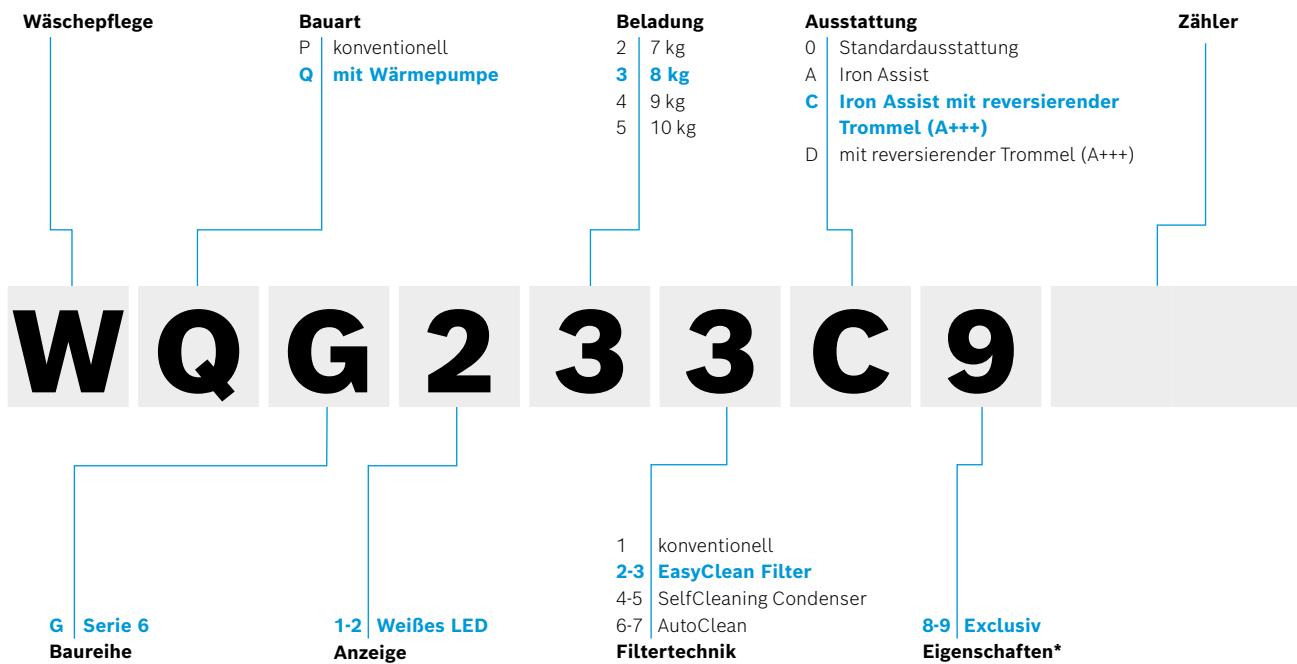 Wäschepflege
Bauart
P konventionell
Q mit Wärmepumpe
Beladung
2 7 kg
3 8 kg
4 9 kg
5 10 kg
Ausstattung
0 Standardausstattung
A Iron Assist
C Iron Assist mit reversierender
Trommel (A+++)
D mit reversierender Trommel (A+++)
Zähler
W Q G 2 3 3 C 9
G Serie 6
Baureihe
1-2 Weißes LED
Anzeige
1 konventionell
2-3 EasyClean Filter
4-5 SelfCleaning Condenser
6-7 AutoClean
Filtertechnik
8-9 Exclusiv
Eigenschaften*